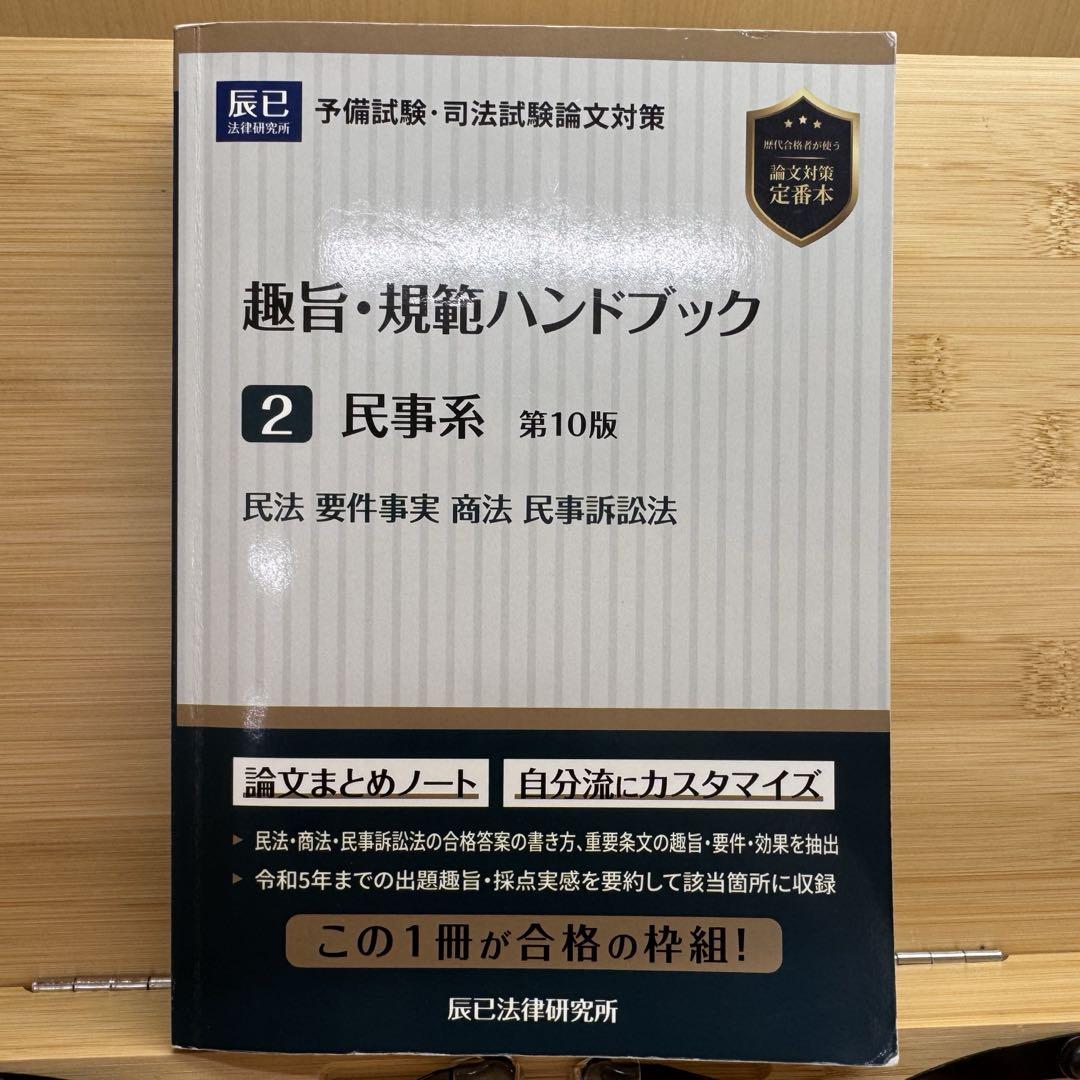 辰已
法律研究所
予備試験・司法試験論文対策
歴代合格者が使う
論文対策
定番本
趣旨・規範ハンドブック
2 民事系 第10版
民法 要件事実 商法 民事訴訟法
論文まとめノート 自分流にカスタマイズ
民法・商法・民事訴訟法の合格答案の書き方、重要条文の趣旨・要件・効果を抽出
令和5年までの出題趣旨・採点実感を要約して該当箇所に収録
この1冊が合格の枠組!
辰已法律研究所